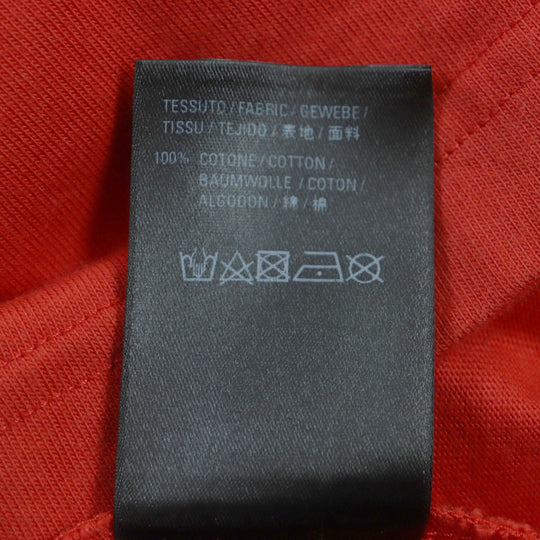 TESSUTO / FABRIC / GEWEBE /
TISSU / TEJIDO / 表地 / 面料
100% COTONE / COTTON /
BAUMWOLLE / COTON /
ALGODON / 綿 / 棉